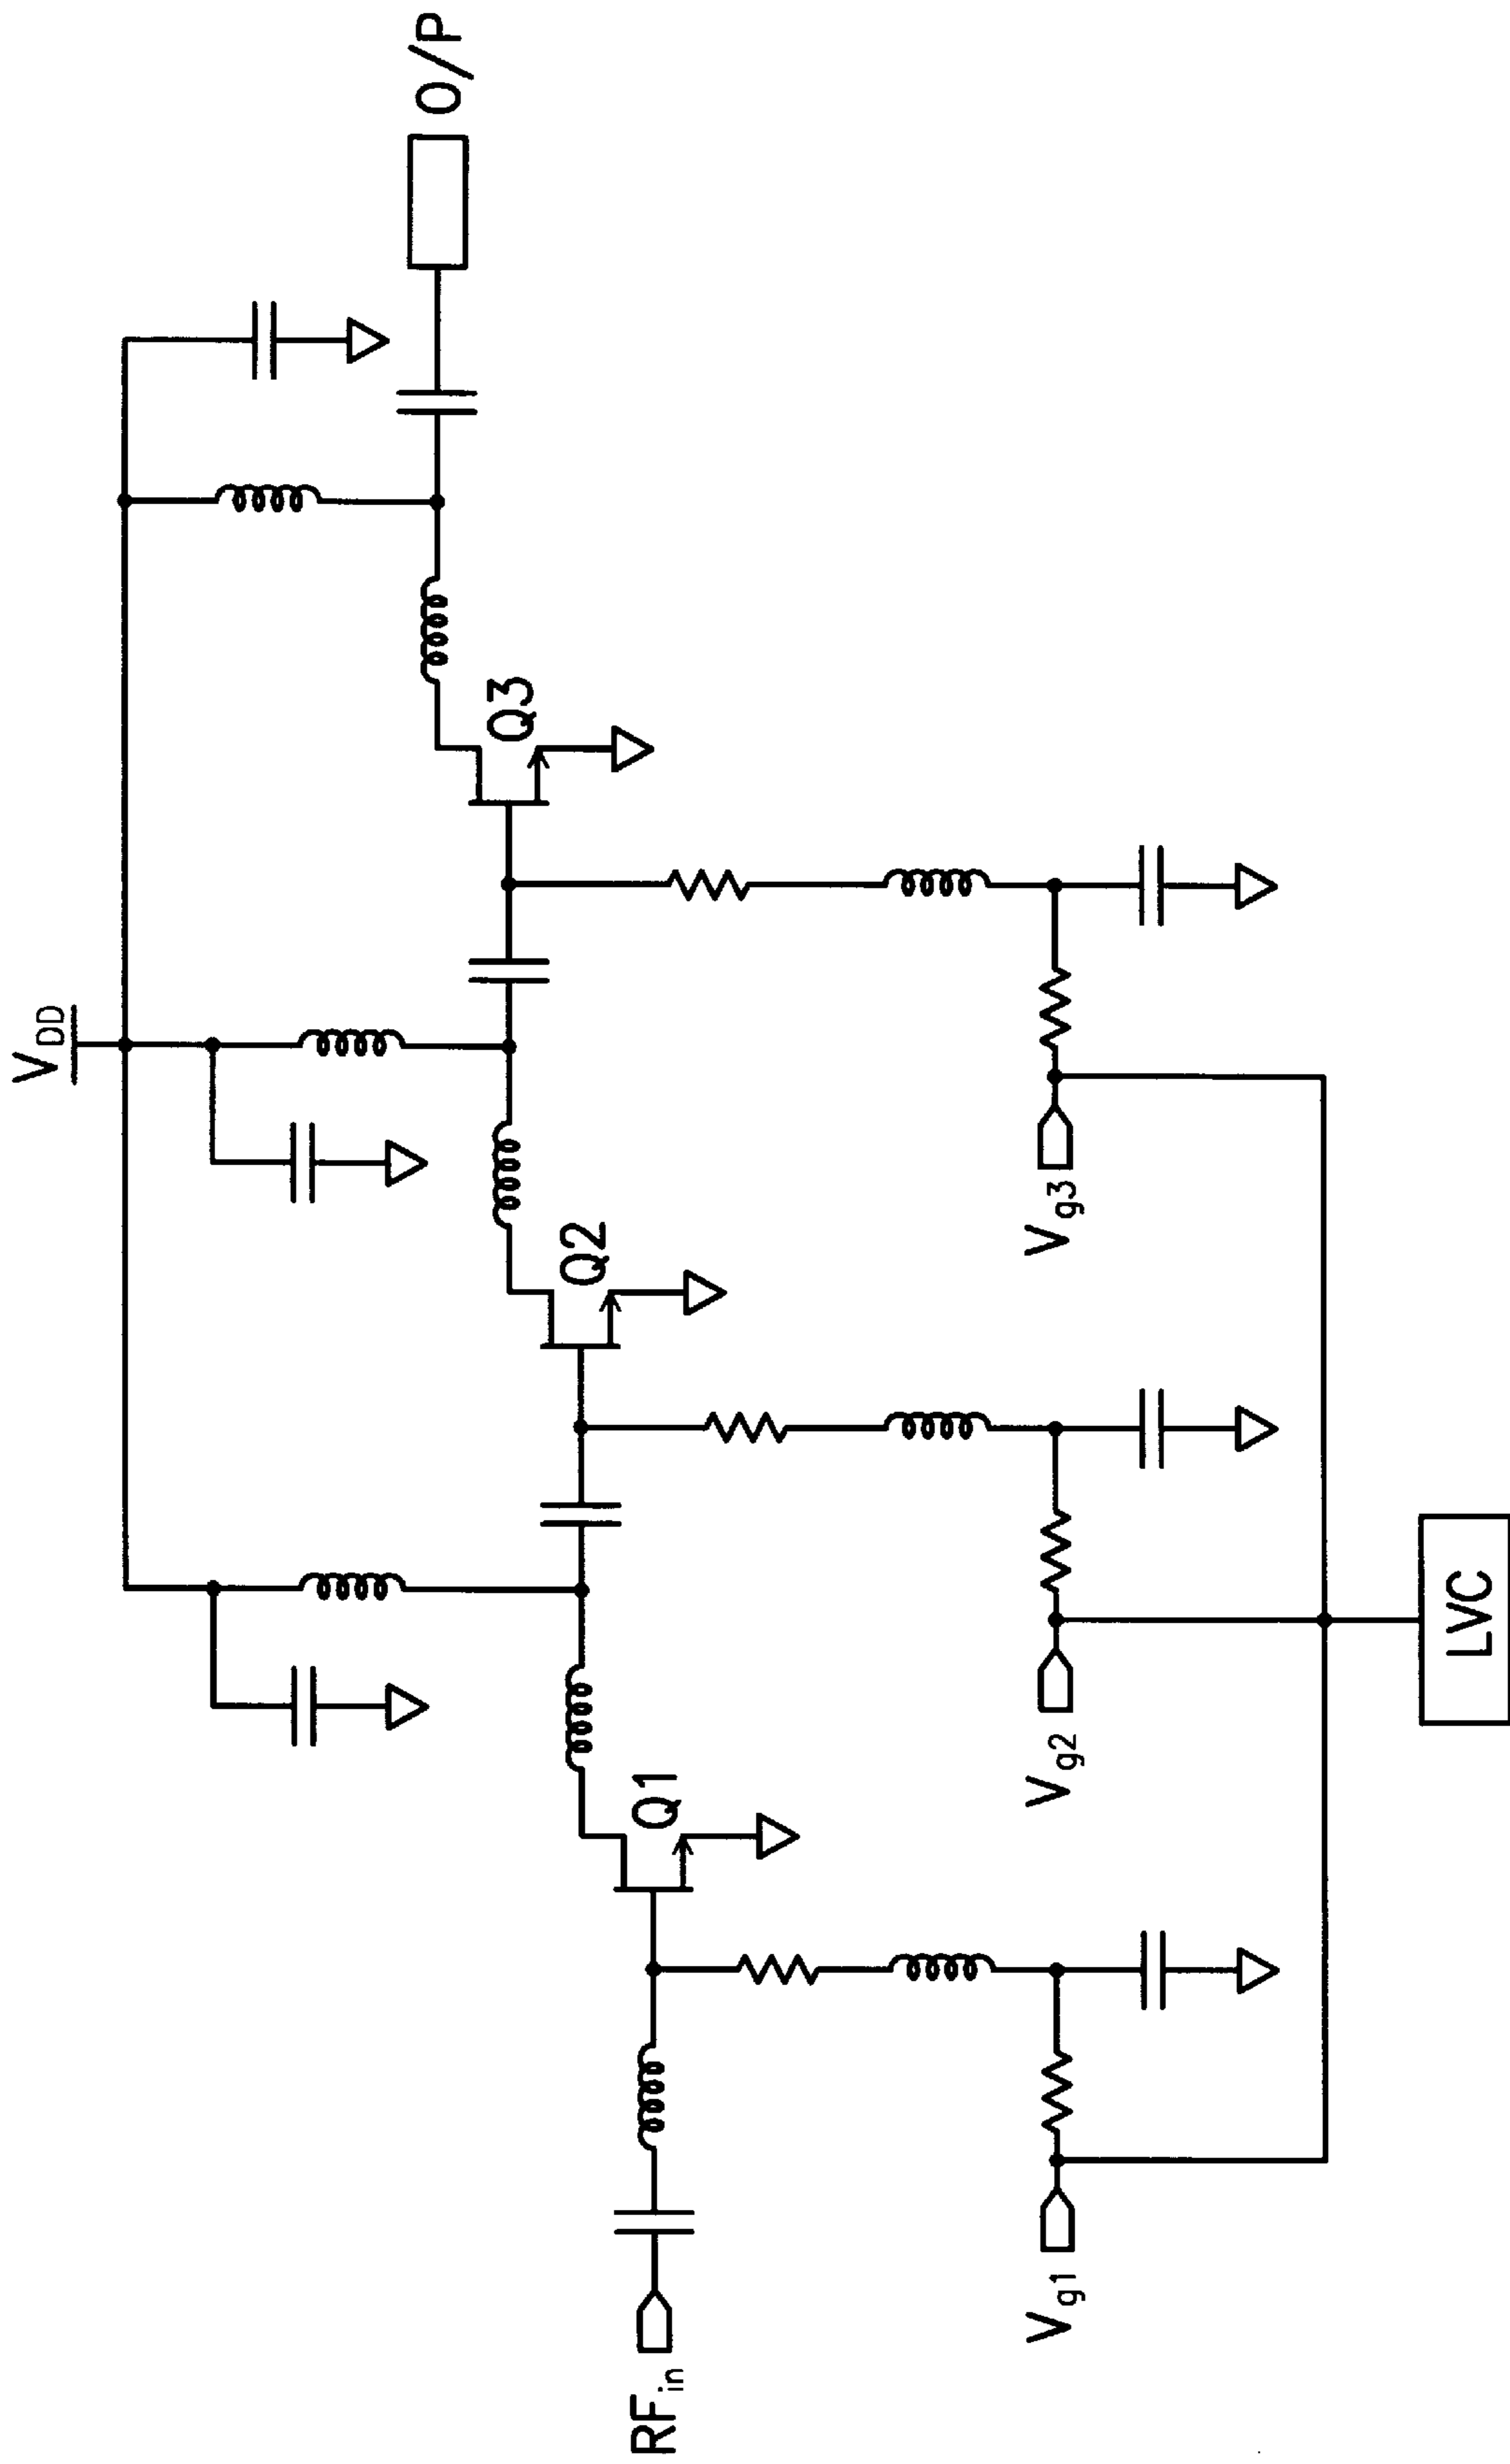 V_DD
O/P
Q3
Q2
Q1
RF_in
V_g3
V_g2
V_g1
LVC